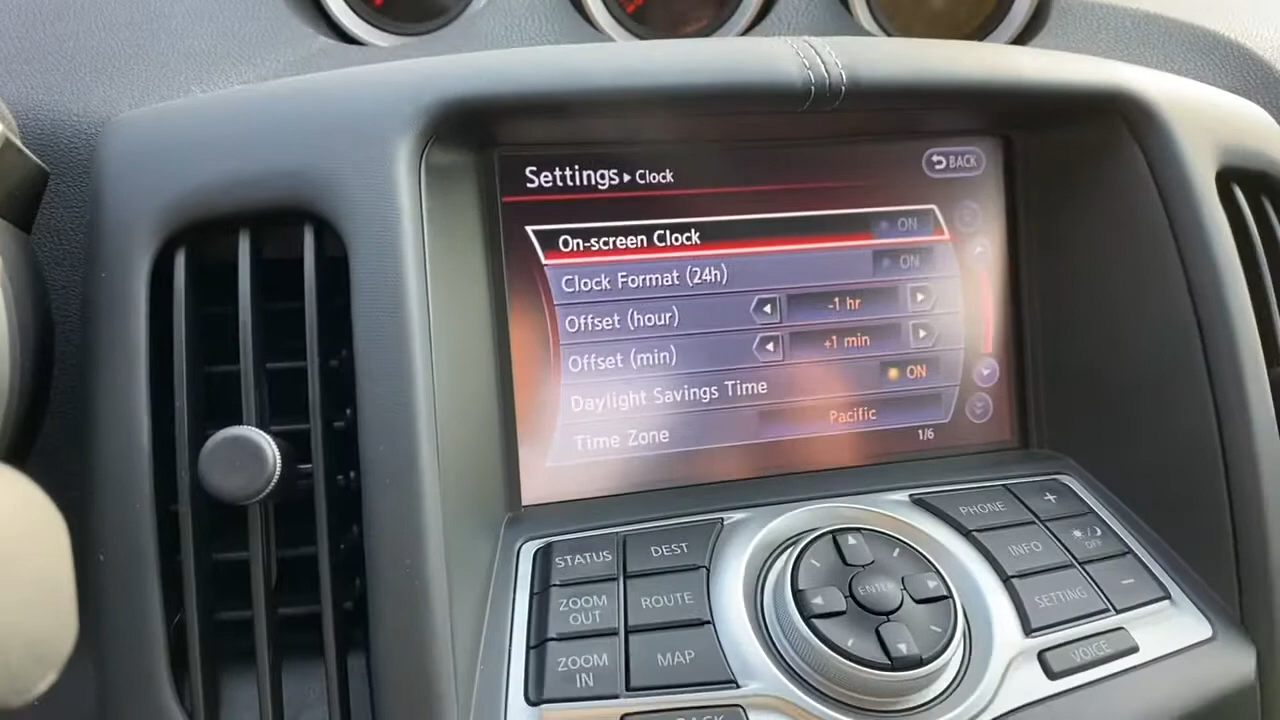 Settings ▸ Clock
BACK
On-screen Clock ON
Clock Format (24h) ON
Offset (hour) -1 hr
Offset (min) +1 min
Daylight Savings Time ON
Time Zone Pacific
1/6
STATUS
DEST
ZOOM OUT
ROUTE
ZOOM IN
MAP
ENTER
PHONE
+
INFO
OFF
SETTING
−
VOICE
BACK